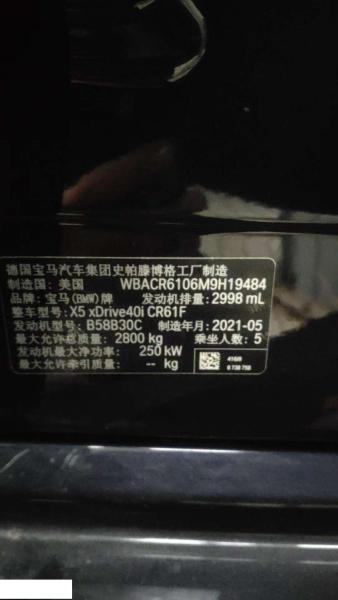 德国宝马汽车集团史帕滕博格工厂制造
制造国: 美国 WBACR6106M9H19484
品牌: 宝马(BMW)牌 发动机排量: 2998 mL
整车型号: X5 xDrive40i CR61F
发动机型号: B58B30C 制造年月: 2021-05
最大允许总质量: 2800 kg 乘坐人数: 5
发动机最大净功率: 250 kW
最大允许牵引质量: -- kg